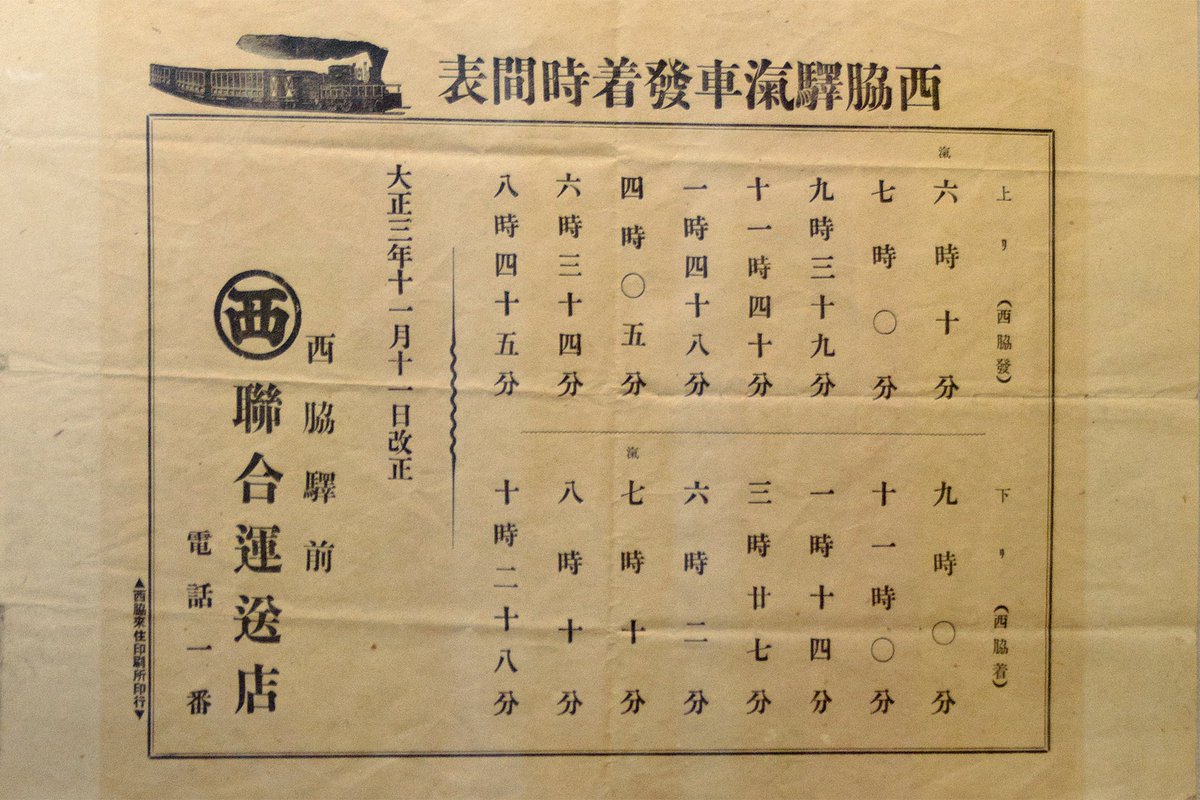 西脇驛滊車發着時間表
上リ (西脇發)
滊
六時十分
七時〇分
九時三十九分
十一時四十分
一時四十八分
四時〇五分
六時三十四分
八時四十五分
下リ (西脇着)
九時〇分
十一時〇分
一時十四分
三時廿七分
六時二分
滊
七時十分
八時十分
十時二十八分
大正三年十一月十一日改正
西脇驛前
西聯合運送店
電話一番
▲西脇來住印刷所印行▼